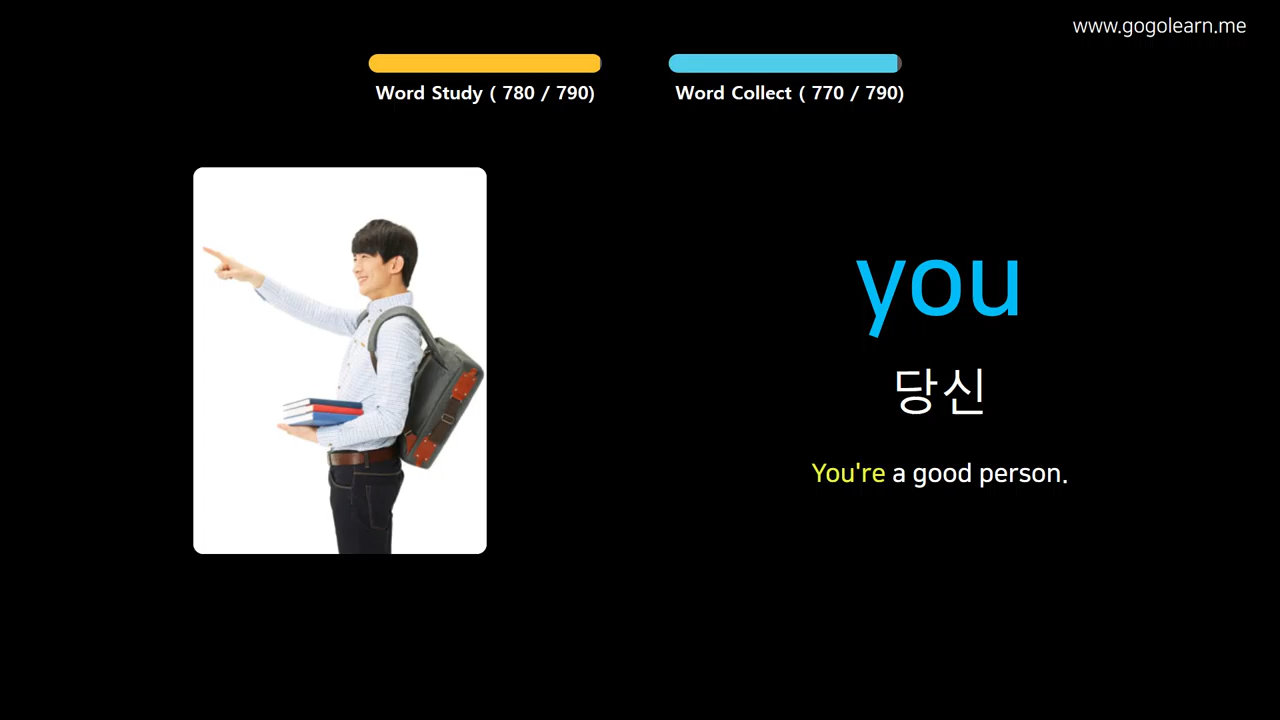 www.gogolearn.me
Word Study ( 780 / 790)
Word Collect ( 770 / 790)
you
당신
You're a good person.